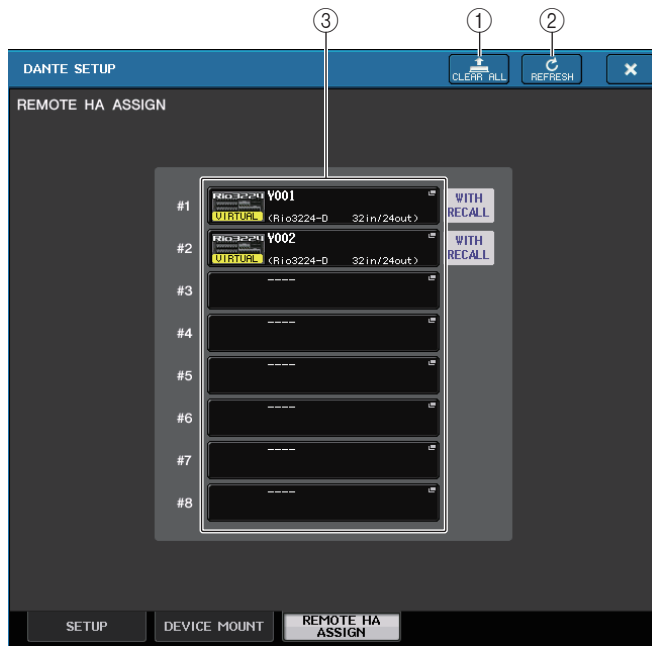 ③ ① ②
DANTE SETUP
CLEAR ALL
REFRESH
REMOTE HA ASSIGN
#1
Rio3224
VIRTUAL
Y001
(Rio3224-D 32in/24out)
WITH
RECALL
#2
Rio3224
VIRTUAL
Y002
(Rio3224-D 32in/24out)
WITH
RECALL
#3 ----
#4 ----
#5 ----
#6 ----
#7 ----
#8 ----
SETUP
DEVICE MOUNT
REMOTE HA
ASSIGN